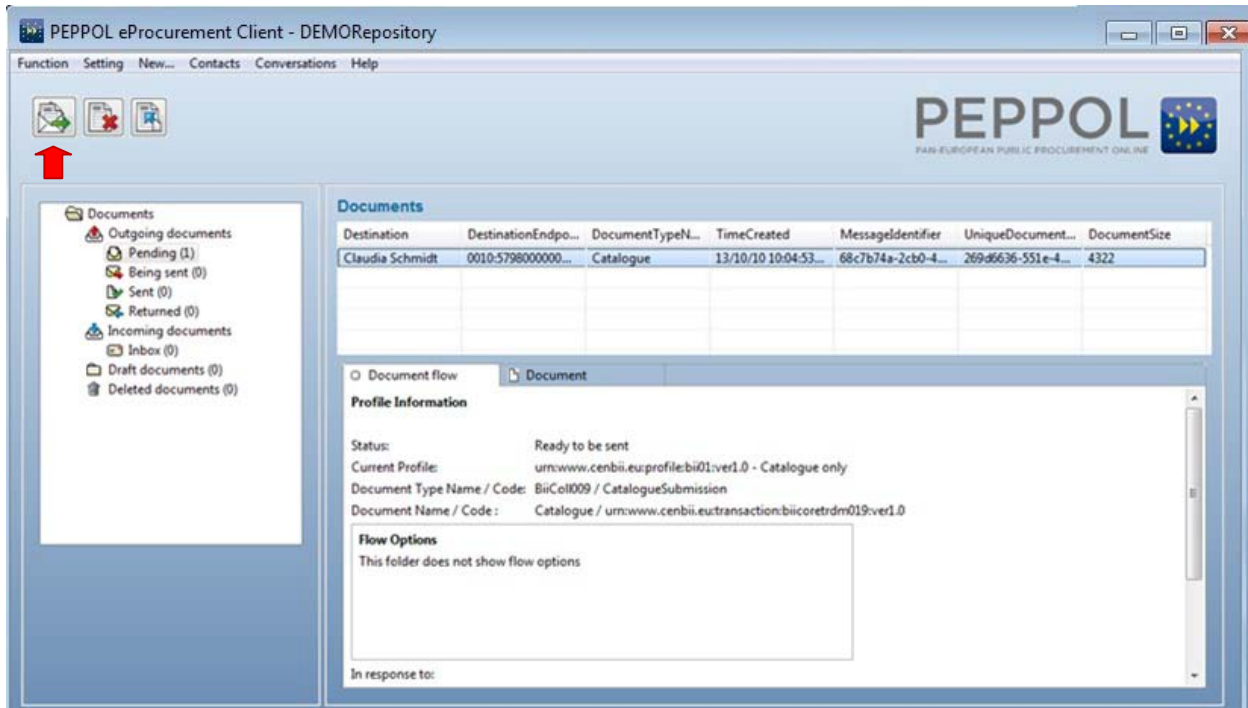 PEPPOL eProcurement Client - DEMORepository
Function Setting New... Contacts Conversations Help
PEPPOL
PAN-EUROPEAN PUBLIC PROCUREMENT ONLINE
Documents
Outgoing documents
Pending (1)
Being sent (0)
Sent (0)
Returned (0)
Incoming documents
Inbox (0)
Draft documents (0)
Deleted documents (0)
Documents
Destination DestinationEndpo... DocumentTypeN... TimeCreated MessageIdentifier UniqueDocument... DocumentSize
Claudia Schmidt 0010:5798000000... Catalogue 13/10/10 10:04:53... 68c7b74a-2cb0-4... 269d6636-551e-4... 4322
Document flow Document
Profile Information
Status: Ready to be sent
Current Profile: urn:www.cenbii.eu:profile:bii01:ver1.0 - Catalogue only
Document Type Name / Code: BiiColl009 / CatalogueSubmission
Document Name / Code : Catalogue / urn:www.cenbii.eu:transaction:biicoretrdm019:ver1.0
Flow Options
This folder does not show flow options
In response to: